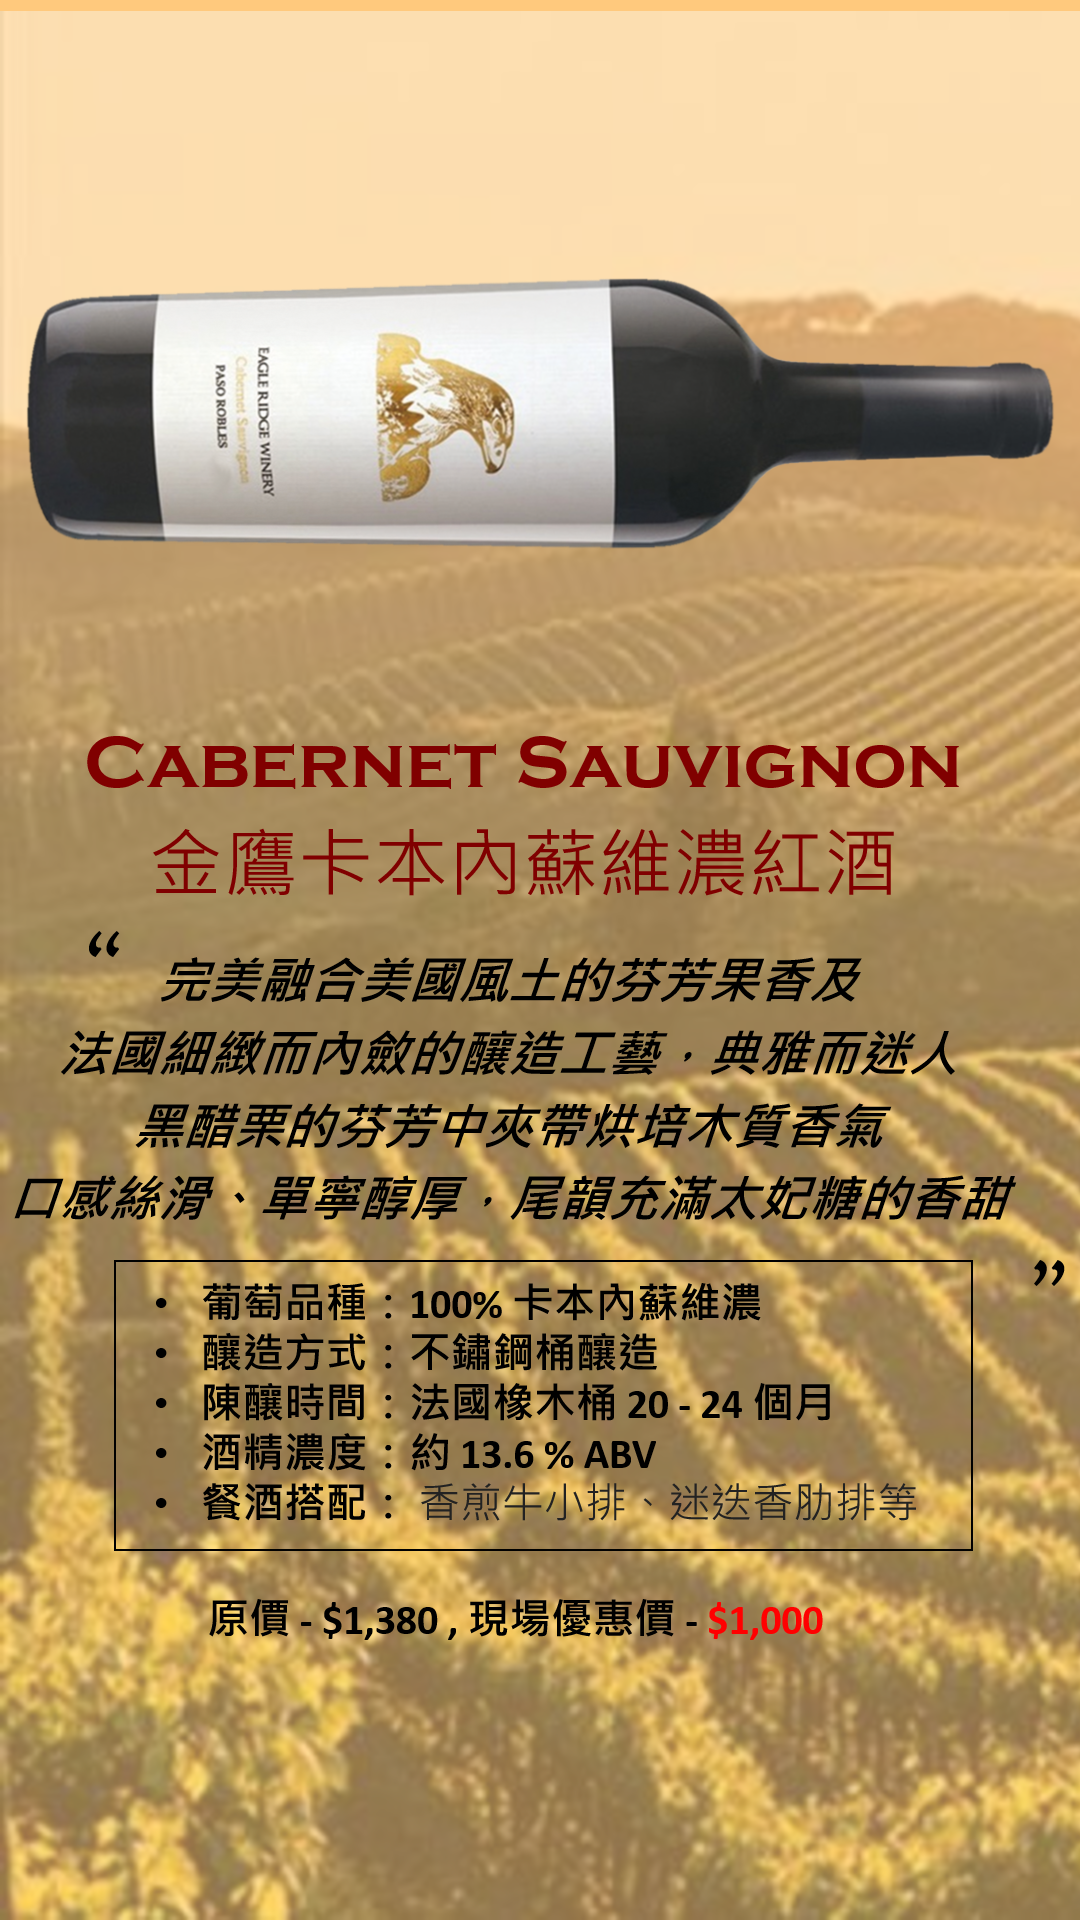 EAGLE RIDGE WINERY
Cabernet Sauvignon
PASO ROBLES
CABERNET SAUVIGNON
金鷹卡本內蘇維濃紅酒
“ 完美融合美國風土的芬芳果香及
法國細緻而內斂的釀造工藝，典雅而迷人
黑醋栗的芬芳中夾帶烘培木質香氣
口感絲滑、單寧醇厚，尾韻充滿太妃糖的香甜 ”
• 葡萄品種：100% 卡本內蘇維濃
• 釀造方式：不鏽鋼桶釀造
• 陳釀時間：法國橡木桶 20 - 24 個月
• 酒精濃度：約 13.6 % ABV
• 餐酒搭配： 香煎牛小排、迷迭香肋排等
原價 - $1,380 , 現場優惠價 - $1,000